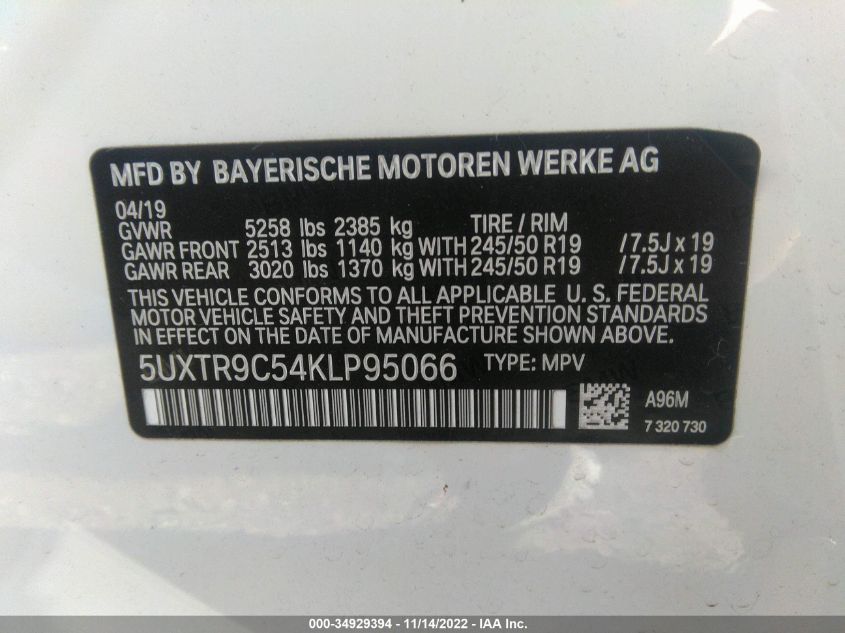 MFD BY BAYERISCHE MOTOREN WERKE AG
04/19
GVWR 5258 lbs 2385 kg TIRE / RIM
GAWR FRONT 2513 lbs 1140 kg WITH 245/50 R19 /7.5J x 19
GAWR REAR 3020 lbs 1370 kg WITH 245/50 R19 /7.5J x 19
THIS VEHICLE CONFORMS TO ALL APPLICABLE U. S. FEDERAL
MOTOR VEHICLE SAFETY AND THEFT PREVENTION STANDARDS
IN EFFECT ON THE DATE OF MANUFACTURE SHOWN ABOVE.
5UXTR9C54KLP95066 TYPE: MPV
A96M
7 320 730
000-34929394 - 11/14/2022 - 0000